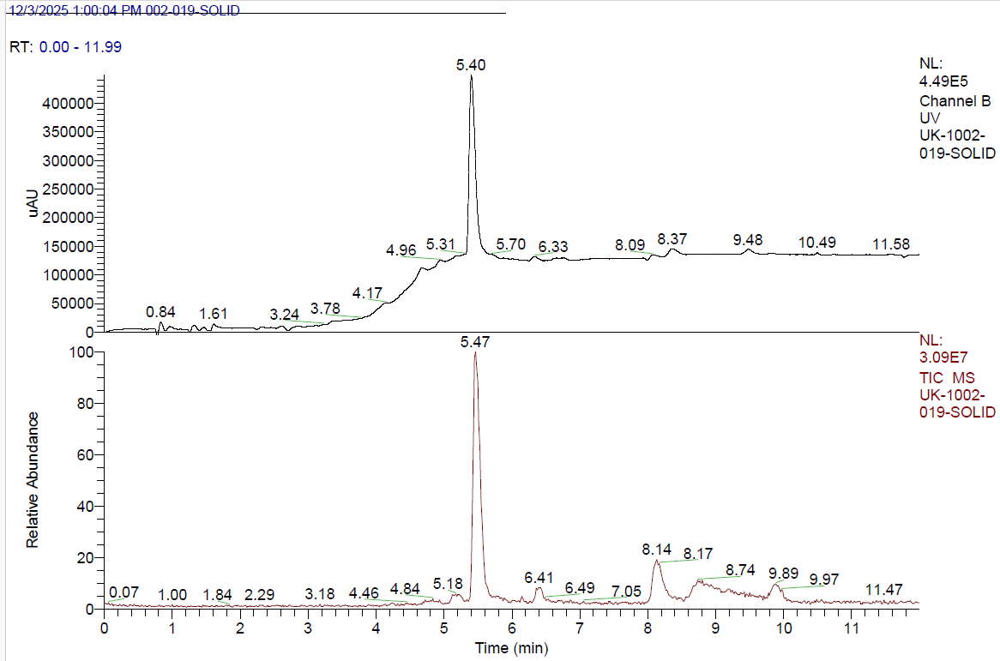 12/3/2025 1:00:04 PM 002-019-SOLID
RT: 0.00 - 11.99
NL:
4.49E5
Channel B
UV
UK-1002-
019-SOLID
5.40
400000
350000
300000
250000
200000
150000
100000
50000
0
uAU
0.84
1.61
3.24
3.78
4.17
4.96
5.31
5.70
6.33
8.09
8.37
9.48
10.49
11.58
NL:
3.09E7
TIC MS
UK-1002-
019-SOLID
5.47
100
80
60
40
20
0
Relative Abundance
0.07
1.00
1.84
2.29
3.18
4.46
4.84
5.18
6.41
6.49
7.05
8.14
8.17
8.74
9.89
9.97
11.47
0 1 2 3 4 5 6 7 8 9 10 11
Time (min)